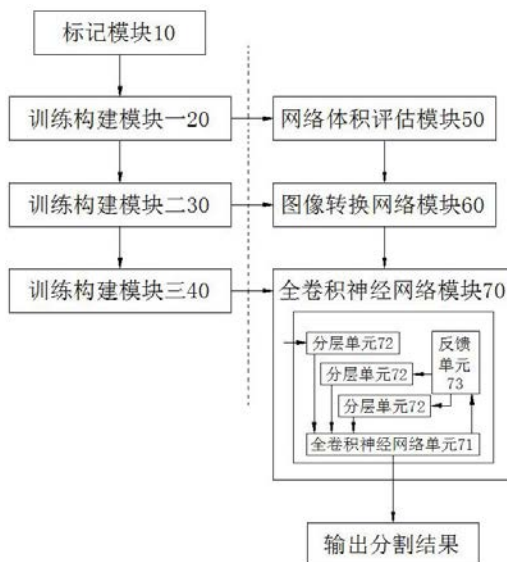 标记模块10
训练构建模块一20
网络体积评估模块50
训练构建模块二30
图像转换网络模块60
训练构建模块三40
全卷积神经网络模块70
分层单元72
反馈
单元
73
分层单元72
分层单元72
全卷积神经网络单元71
输出分割结果